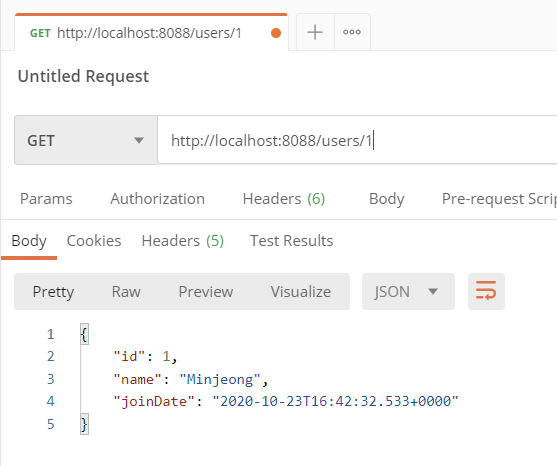 GET http://localhost:8088/users/1
Untitled Request
GET http://localhost:8088/users/1
Params Authorization Headers (6) Body Pre-request Scrip
Body Cookies Headers (5) Test Results
Pretty Raw Preview Visualize JSON
1 {
2 "id": 1,
3 "name": "Minjeong",
4 "joinDate": "2020-10-23T16:42:32.533+0000"
5 }